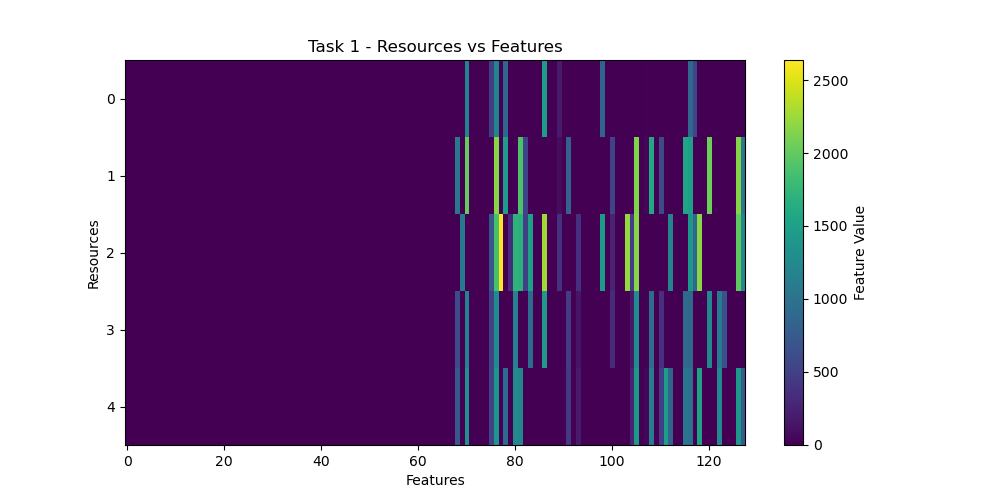 Task 1 - Resources vs Features
Resources
0
1
2
3
4
0 20 40 60 80 100 120
Features
2500
2000
1500
1000
500
0
Feature Value